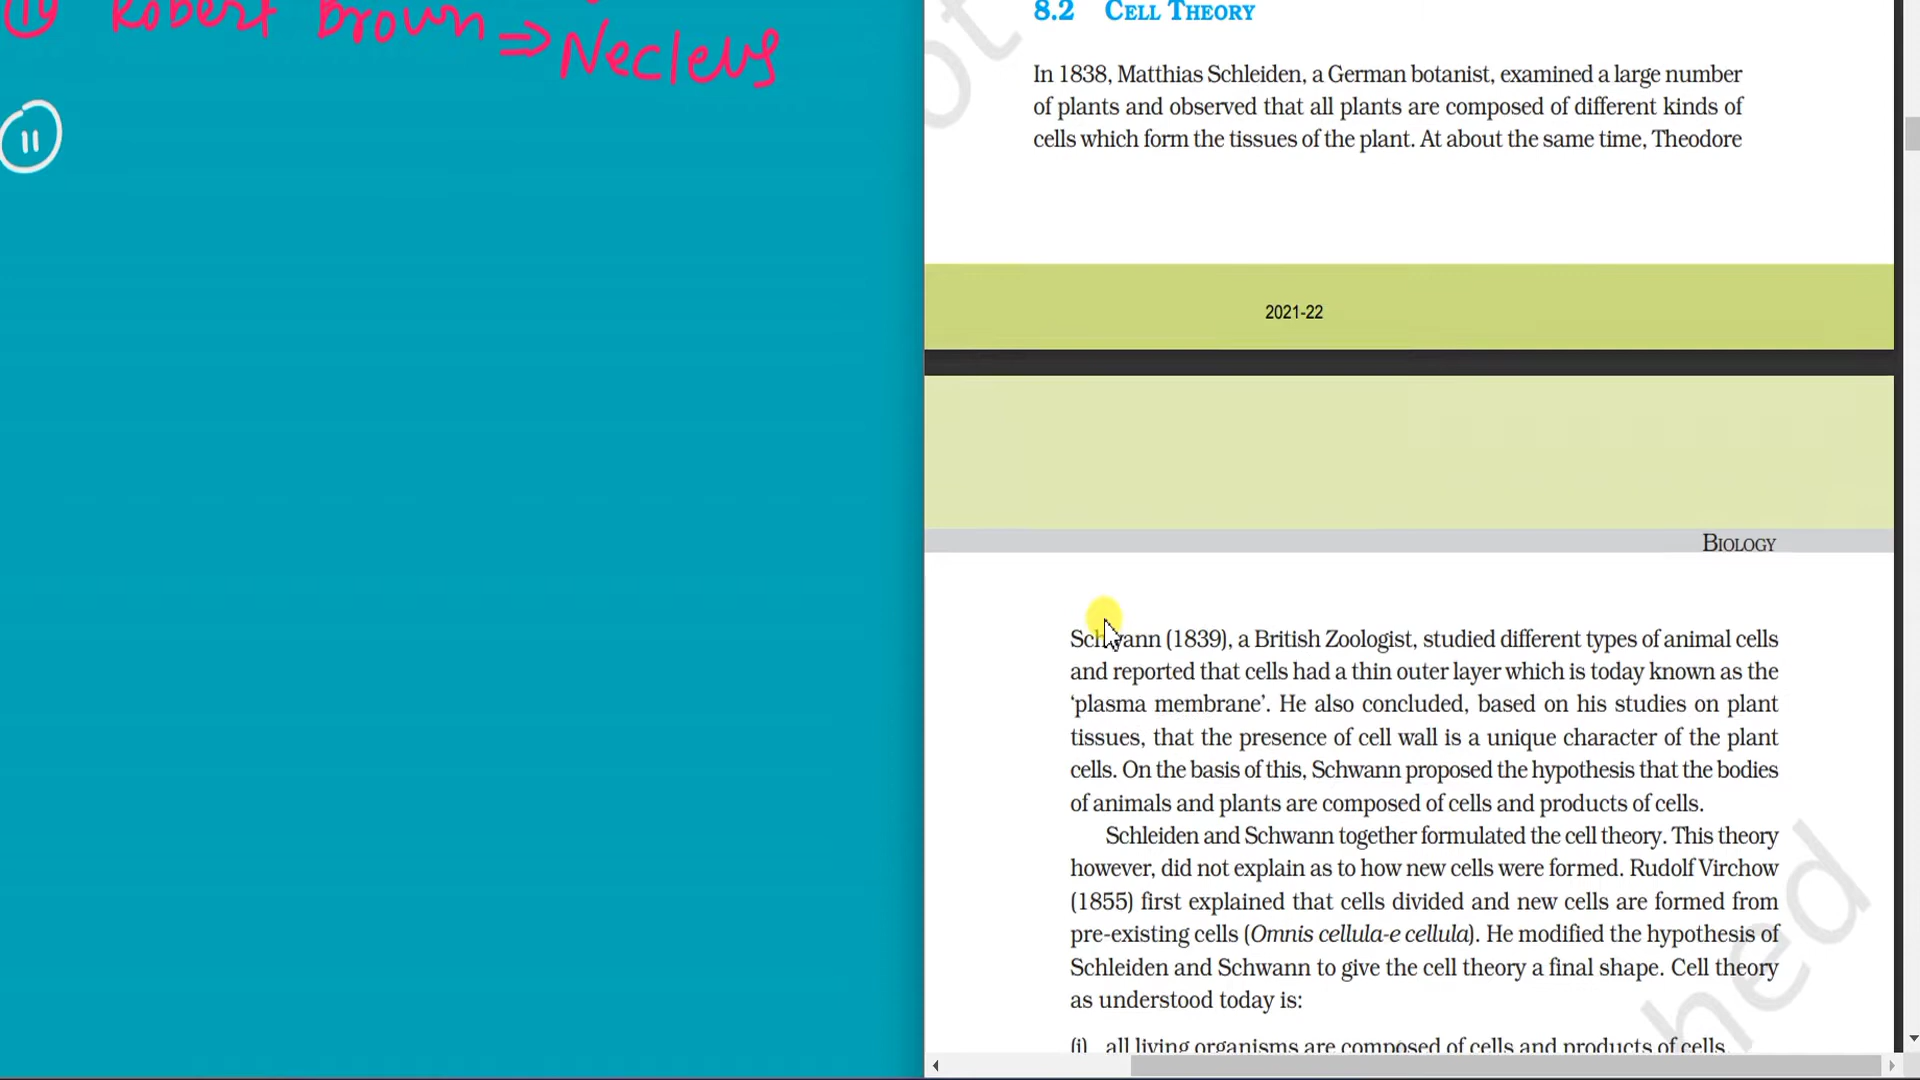 Robert Brown ⇒ Necleus
11
8.2 CELL THEORY
In 1838, Matthias Schleiden, a German botanist, examined a large number
of plants and observed that all plants are composed of different kinds of
cells which form the tissues of the plant. At about the same time, Theodore
2021-22
BIOLOGY
Schwann (1839), a British Zoologist, studied different types of animal cells
and reported that cells had a thin outer layer which is today known as the
‘plasma membrane’. He also concluded, based on his studies on plant
tissues, that the presence of cell wall is a unique character of the plant
cells. On the basis of this, Schwann proposed the hypothesis that the bodies
of animals and plants are composed of cells and products of cells.
Schleiden and Schwann together formulated the cell theory. This theory
however, did not explain as to how new cells were formed. Rudolf Virchow
(1855) first explained that cells divided and new cells are formed from
pre-existing cells (Omnis cellula-e cellula). He modified the hypothesis of
Schleiden and Schwann to give the cell theory a final shape. Cell theory
as understood today is:
(i) all living organisms are composed of cells and products of cells.